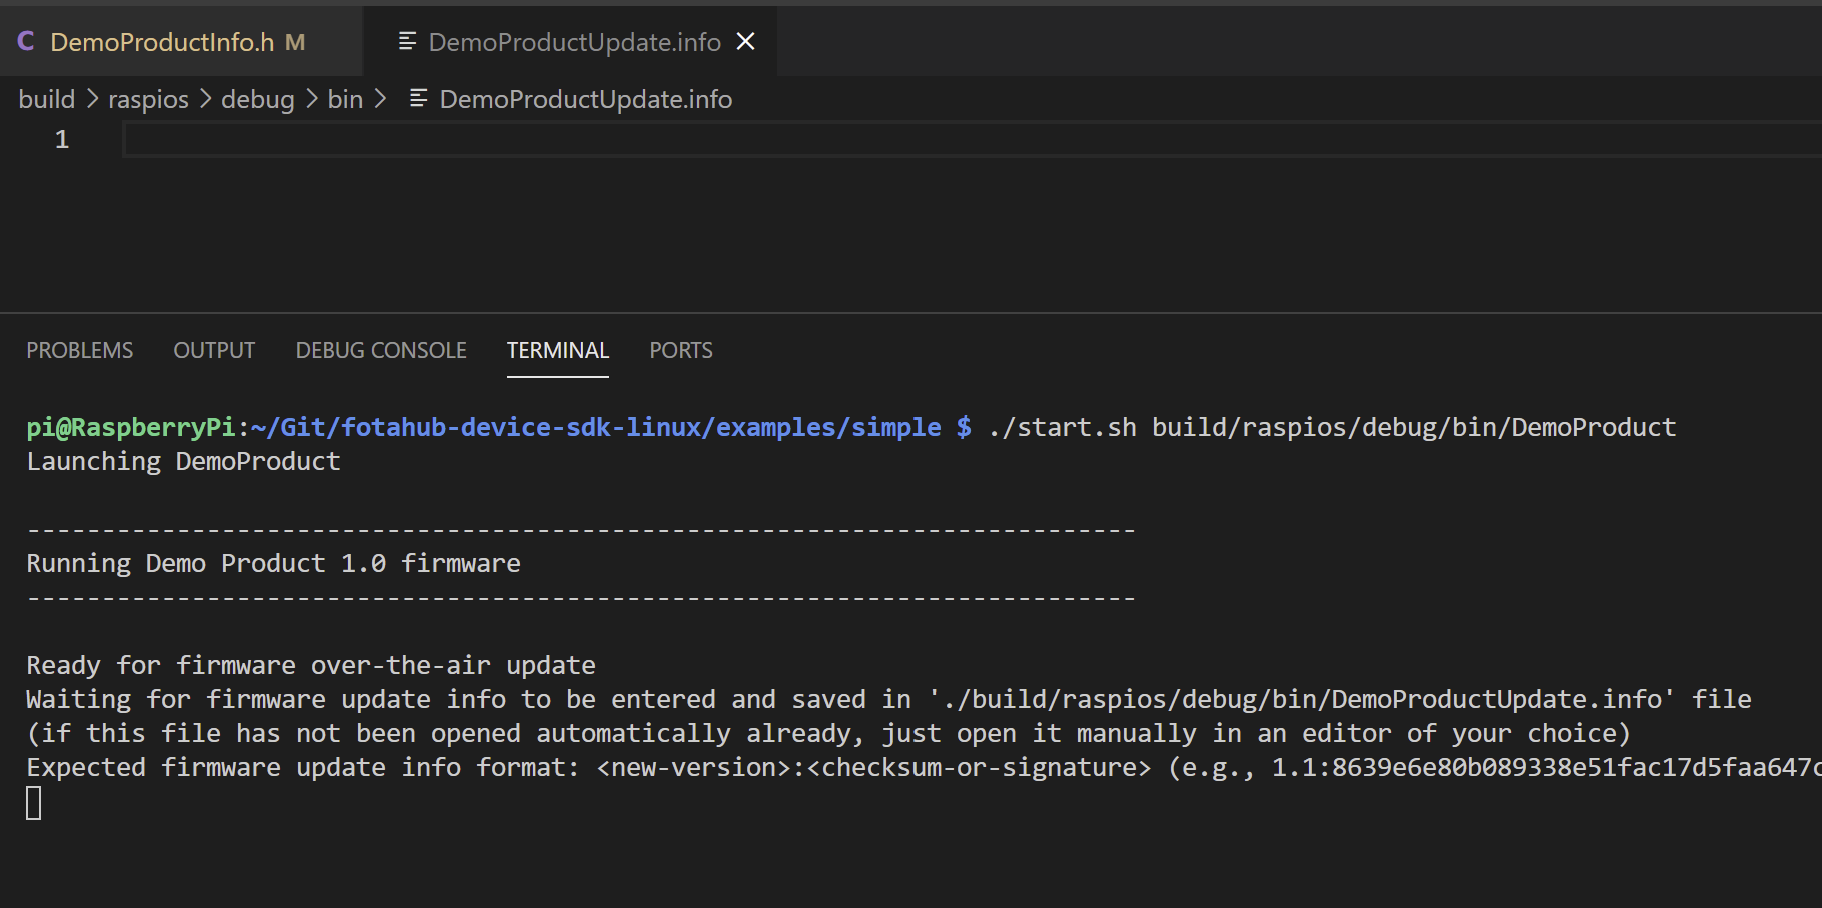 C DemoProductInfo.h M DemoProductUpdate.info
build > raspios > debug > bin > DemoProductUpdate.info
1
PROBLEMS OUTPUT DEBUG CONSOLE TERMINAL PORTS
pi@RaspberryPi:~/Git/fotahub-device-sdk-linux/examples/simple $ ./start.sh build/raspios/debug/bin/DemoProduct
Launching DemoProduct
--------------------------------------------------------------------------
Running Demo Product 1.0 firmware
--------------------------------------------------------------------------
Ready for firmware over-the-air update
Waiting for firmware update info to be entered and saved in './build/raspios/debug/bin/DemoProductUpdate.info' file
(if this file has not been opened automatically already, just open it manually in an editor of your choice)
Expected firmware update info format: <new-version>:<checksum-or-signature> (e.g., 1.1:8639e6e80b089338e51fac17d5faa647c